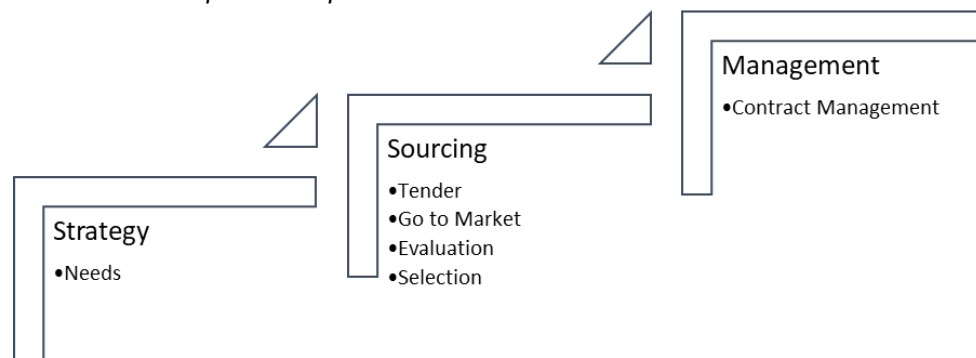 Strategy
•Needs
Sourcing
•Tender
•Go to Market
•Evaluation
•Selection
Management
•Contract Management